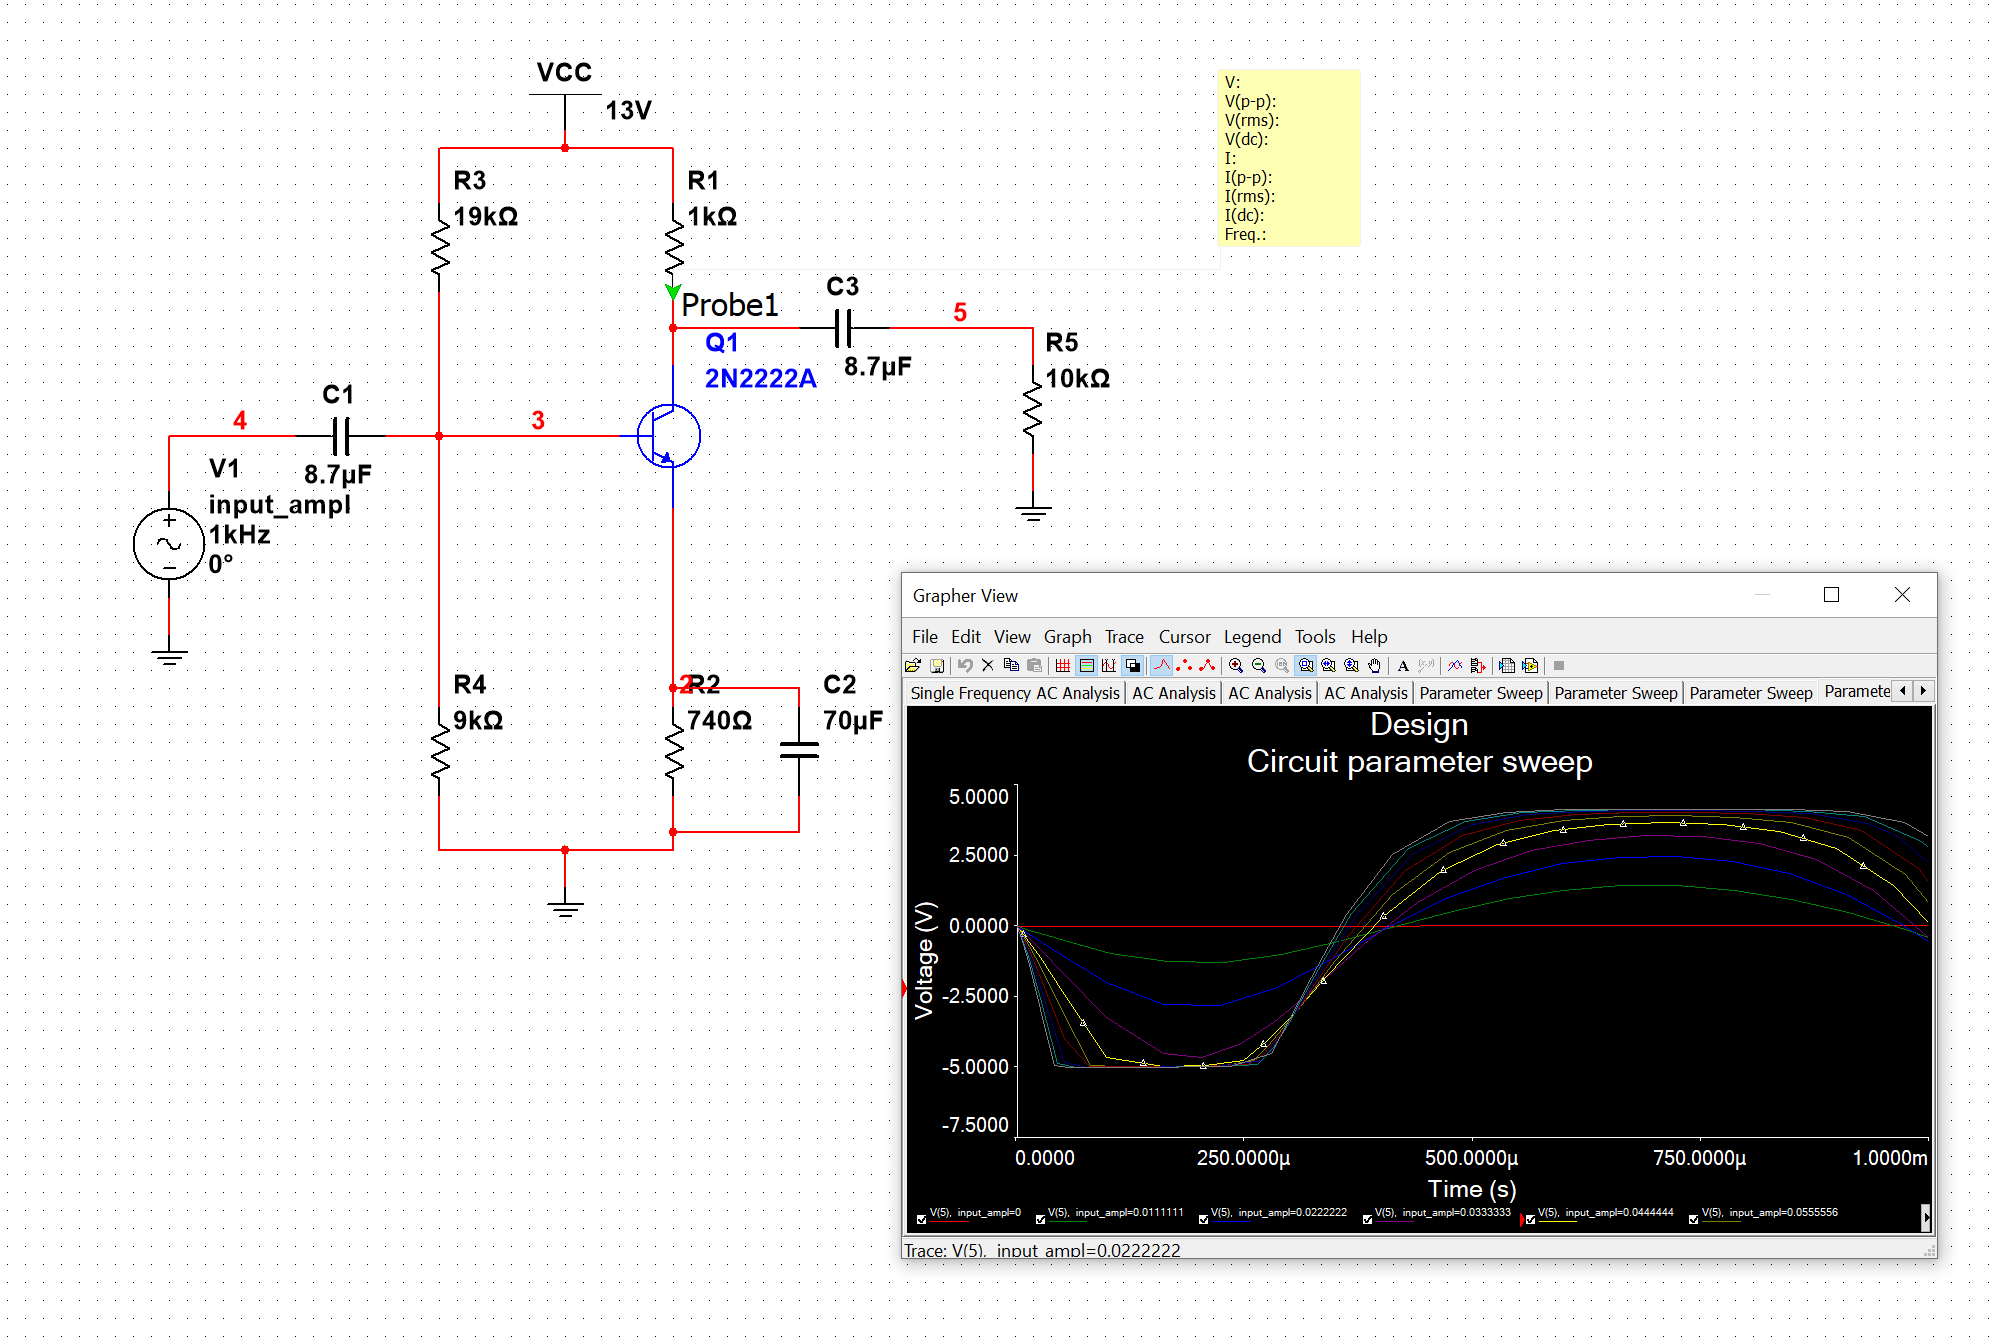 VCC
13V
R3
19kΩ
R1
1kΩ
V:
V(p-p):
V(rms):
V(dc):
I:
I(p-p):
I(rms):
I(dc):
Freq.:
Probe1
C3
8.7µF
5
Q1
2N2222A
R5
10kΩ
C1
8.7µF
4
3
V1
input_ampl
1kHz
0°
R4
9kΩ
2
R2
740Ω
C2
70µF
Grapher View
File Edit View Graph Trace Cursor Legend Tools Help
Single Frequency AC Analysis AC Analysis AC Analysis AC Analysis Parameter Sweep Parameter Sweep Parameter Sweep Paramete
Design
Circuit parameter sweep
5.0000
2.5000
0.0000
-2.5000
-5.0000
-7.5000
Voltage (V)
0.0000 250.0000µ 500.0000µ 750.0000µ 1.0000m
Time (s)
V(5), input_ampl=0 V(5), input_ampl=0.0111111 V(5), input_ampl=0.0222222 V(5), input_ampl=0.0333333 V(5), input_ampl=0.0444444 V(5), input_ampl=0.0555556
Trace: V(5), input_ampl=0.0222222